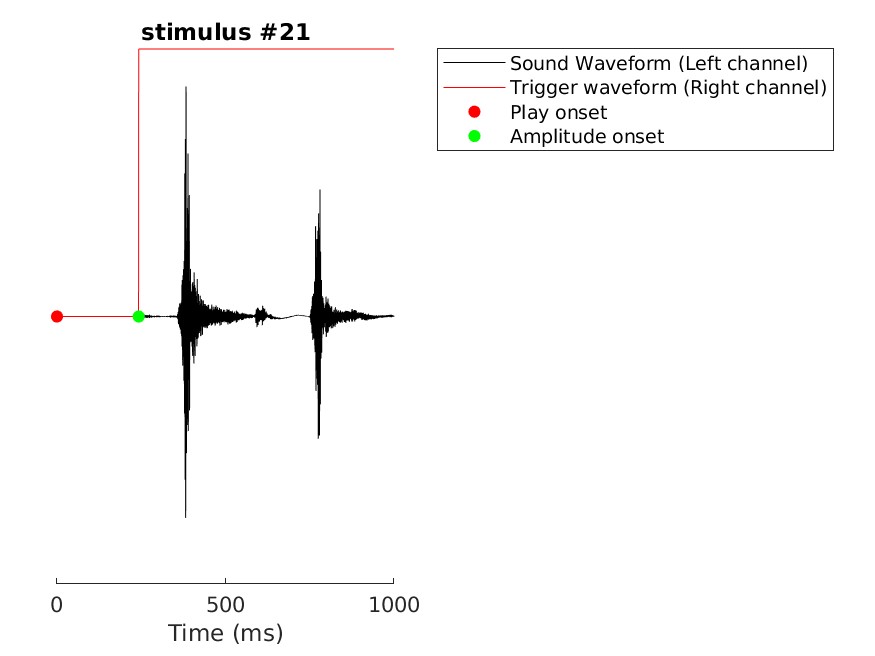 stimulus #21
Sound Waveform (Left channel)
Trigger waveform (Right channel)
Play onset
Amplitude onset
0 500 1000
Time (ms)